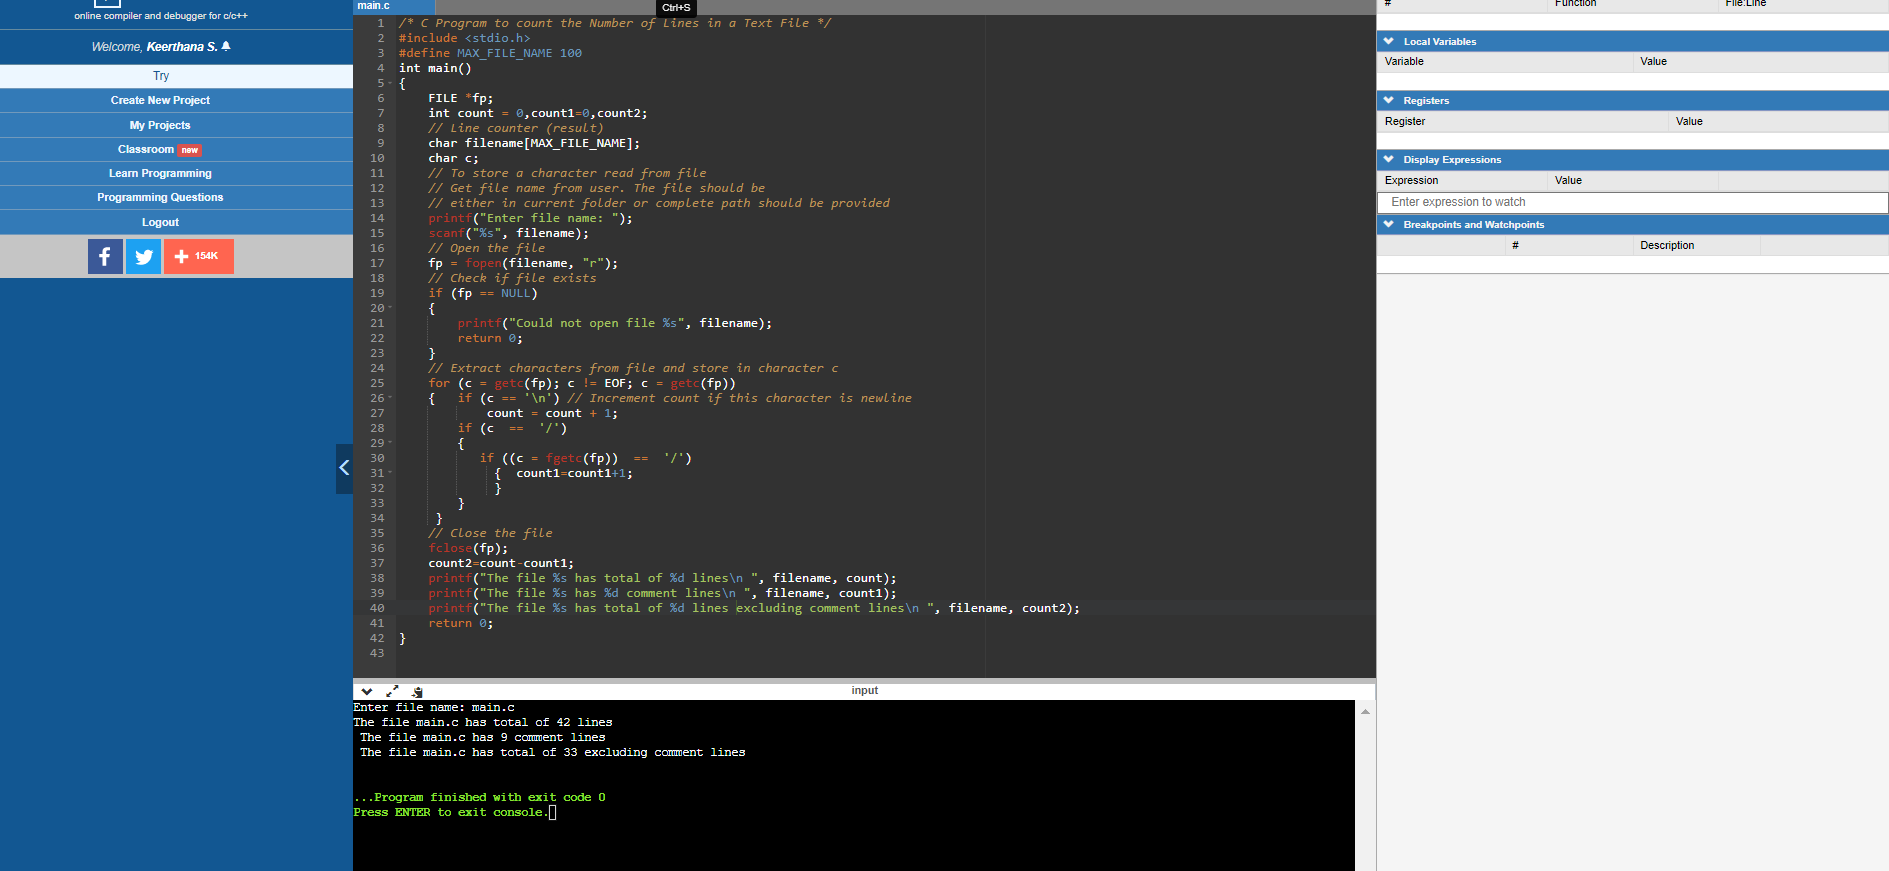 online compiler and debugger for c/c++
Welcome, Keerthana S.
Try
Create New Project
My Projects
Classroom new
Learn Programming
Programming Questions
Logout
154K
main.c
Ctrl+S
1 /* C Program to count the Number of Lines in a Text File */
2 #include <stdio.h>
3 #define MAX_FILE_NAME 100
4 int main()
5 {
6 FILE *fp;
7 int count = 0,count1=0,count2;
8 // Line counter (result)
9 char filename[MAX_FILE_NAME];
10 char c;
11 // To store a character read from file
12 // Get file name from user. The file should be
13 // either in current folder or complete path should be provided
14 printf("Enter file name: ");
15 scanf("%s", filename);
16 // Open the file
17 fp = fopen(filename, "r");
18 // Check if file exists
19 if (fp == NULL)
20 {
21 printf("Could not open file %s", filename);
22 return 0;
23 }
24 // Extract characters from file and store in character c
25 for (c = getc(fp); c != EOF; c = getc(fp))
26 { if (c == '\n') // Increment count if this character is newline
27 count = count + 1;
28 if (c == '/')
29 {
30 if ((c = fgetc(fp)) == '/')
31 { count1=count1+1;
32 }
33 }
34 }
35 // Close the file
36 fclose(fp);
37 count2=count-count1;
38 printf("The file %s has total of %d lines\n ", filename, count);
39 printf("The file %s has %d comment lines\n ", filename, count1);
40 printf("The file %s has total of %d lines excluding comment lines\n ", filename, count2);
41 return 0;
42 }
43
input
Enter file name: main.c
The file main.c has total of 42 lines
The file main.c has 9 comment lines
The file main.c has total of 33 excluding comment lines
...Program finished with exit code 0
Press ENTER to exit console.
# Function File:Line
Local Variables
Variable Value
Registers
Register Value
Display Expressions
Expression Value
Enter expression to watch
Breakpoints and Watchpoints
# Description